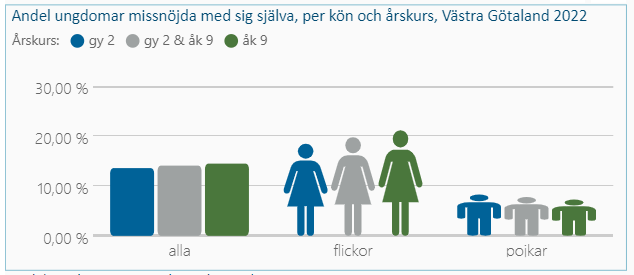 Andel ungdomar missnöjda med sig själva, per kön och årskurs, Västra Götaland 2022
Årskurs: gy 2 gy 2 & åk 9 åk 9
30,00 %
20,00 %
10,00 %
0,00 %
alla flickor pojkar